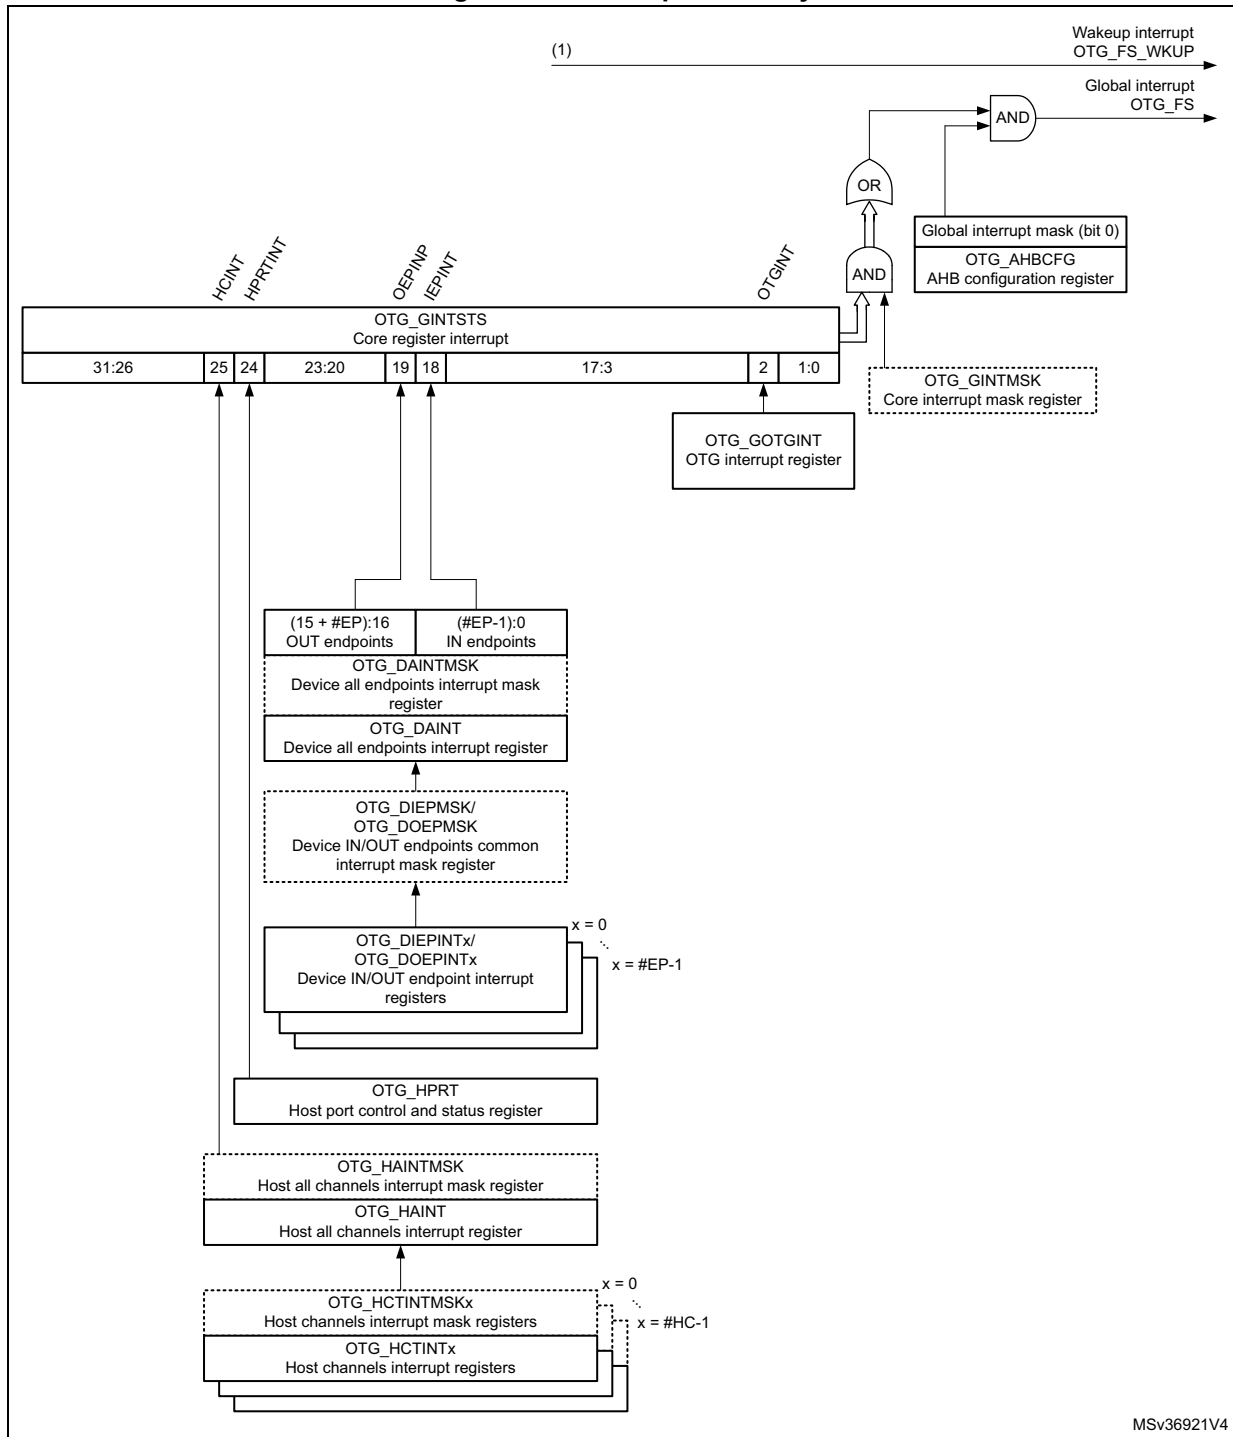 (1)
Wakeup interrupt
OTG_FS_WKUP
Global interrupt
OTG_FS
AND
OR
Global interrupt mask (bit 0)
OTG_AHBCFG
AHB configuration register
AND
HCINT
HPRTINT
OEPINP
IEPINT
OTGINT
OTG_GINTSTS
Core register interrupt
31:26 25 24 23:20 19 18 17:3 2 1:0
OTG_GINTMSK
Core interrupt mask register
OTG_GOTGINT
OTG interrupt register
(15 + #EP):16
OUT endpoints
(#EP-1):0
IN endpoints
OTG_DAINTMSK
Device all endpoints interrupt mask
register
OTG_DAINT
Device all endpoints interrupt register
OTG_DIEPMSK/
OTG_DOEPMSK
Device IN/OUT endpoints common
interrupt mask register
x = 0
x = #EP-1
OTG_DIEPINTx/
OTG_DOEPINTx
Device IN/OUT endpoint interrupt
registers
OTG_HPRT
Host port control and status register
OTG_HAINTMSK
Host all channels interrupt mask register
OTG_HAINT
Host all channels interrupt register
x = 0
x = #HC-1
OTG_HCTINTMSKx
Host channels interrupt mask registers
OTG_HCTINTx
Host channels interrupt registers
MSv36921V4